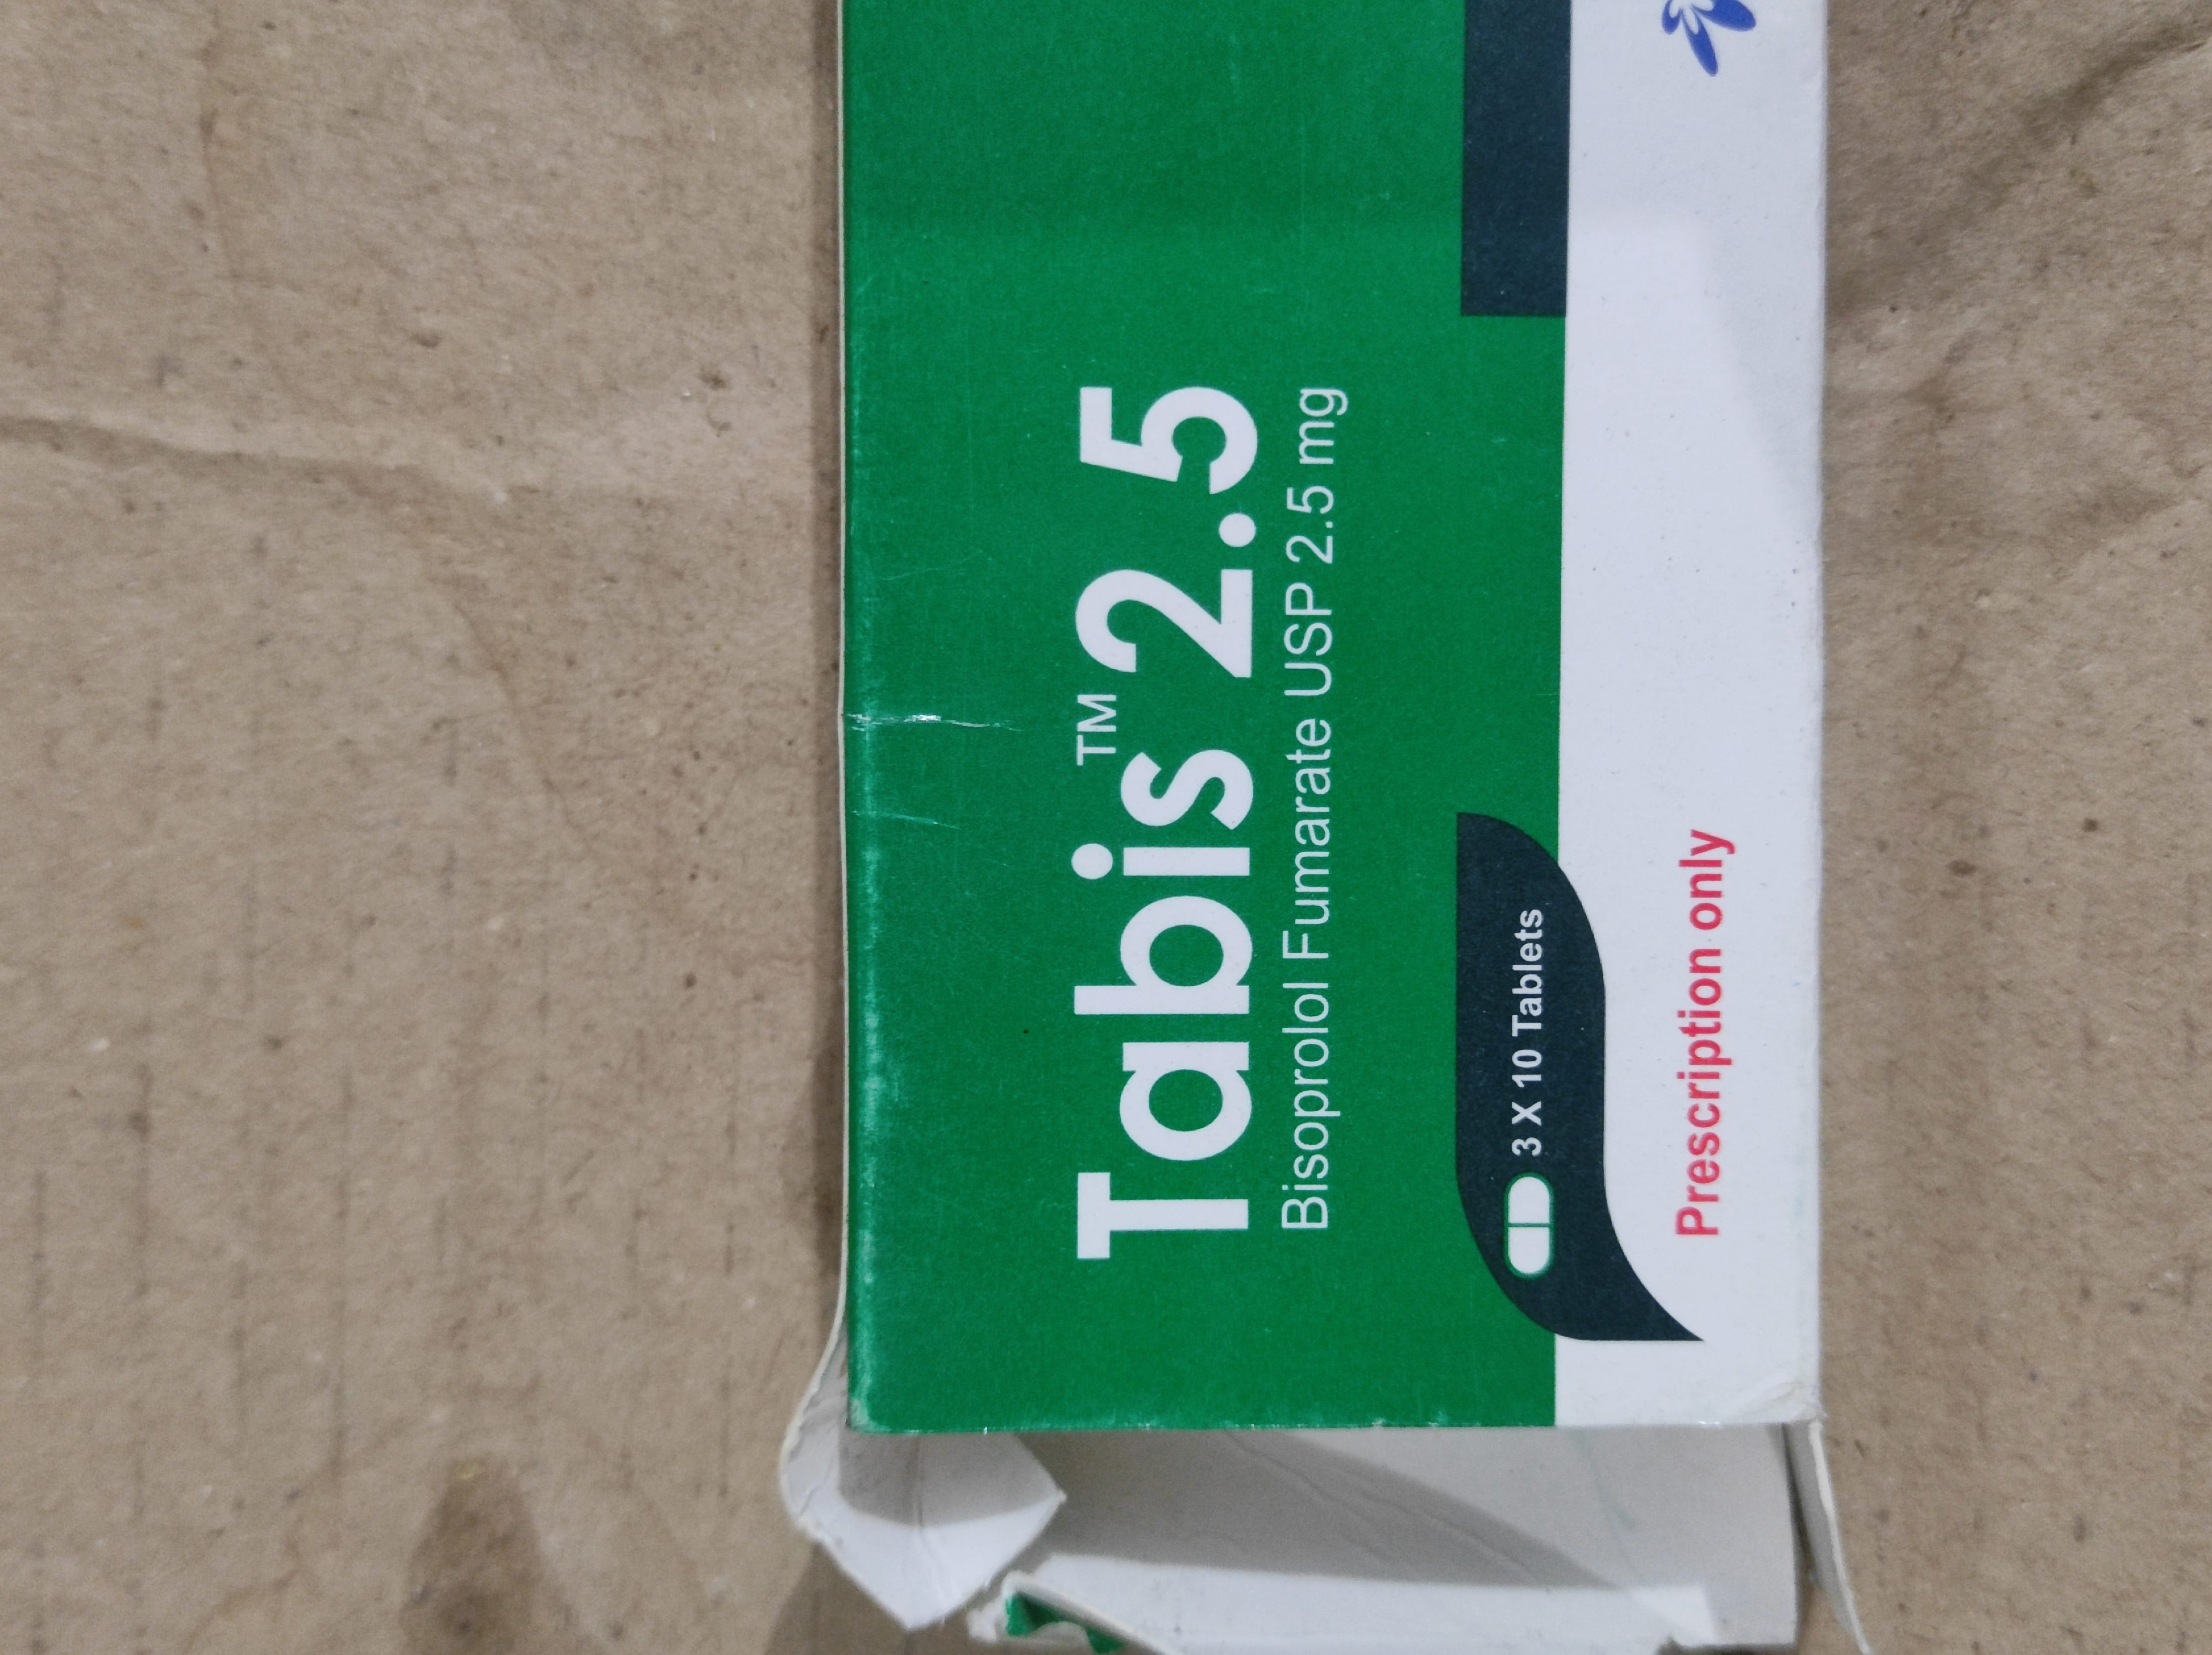 Tabis™ 2.5
Bisoprolol Fumarate USP 2.5 mg
3 X 10 Tablets
Prescription only